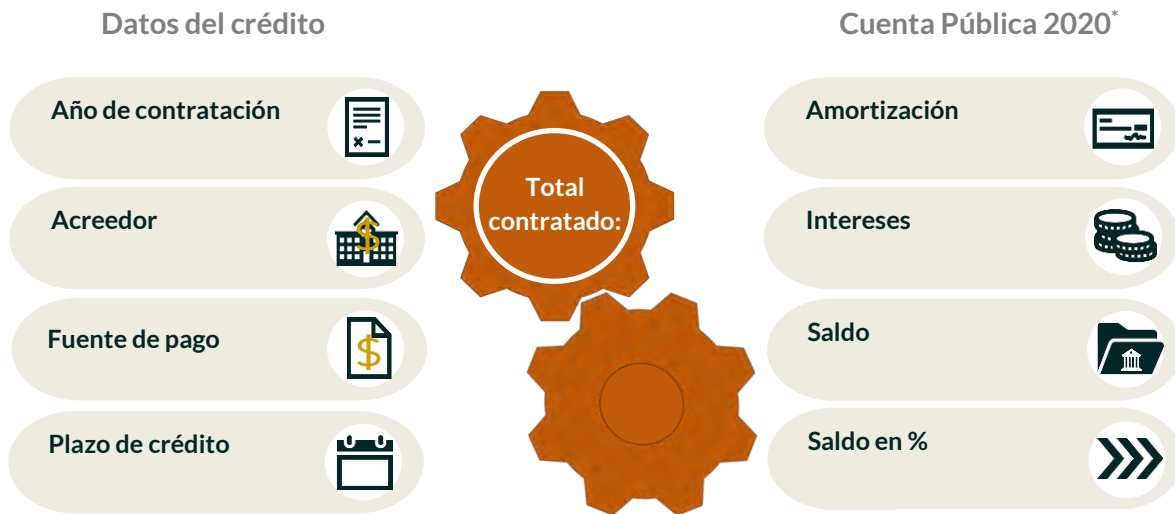 Datos del crédito
Año de contratación
Acreedor
Fuente de pago
Plazo de crédito
Total
contratado:
Cuenta Pública 2020*
Amortización
Intereses
Saldo
Saldo en %